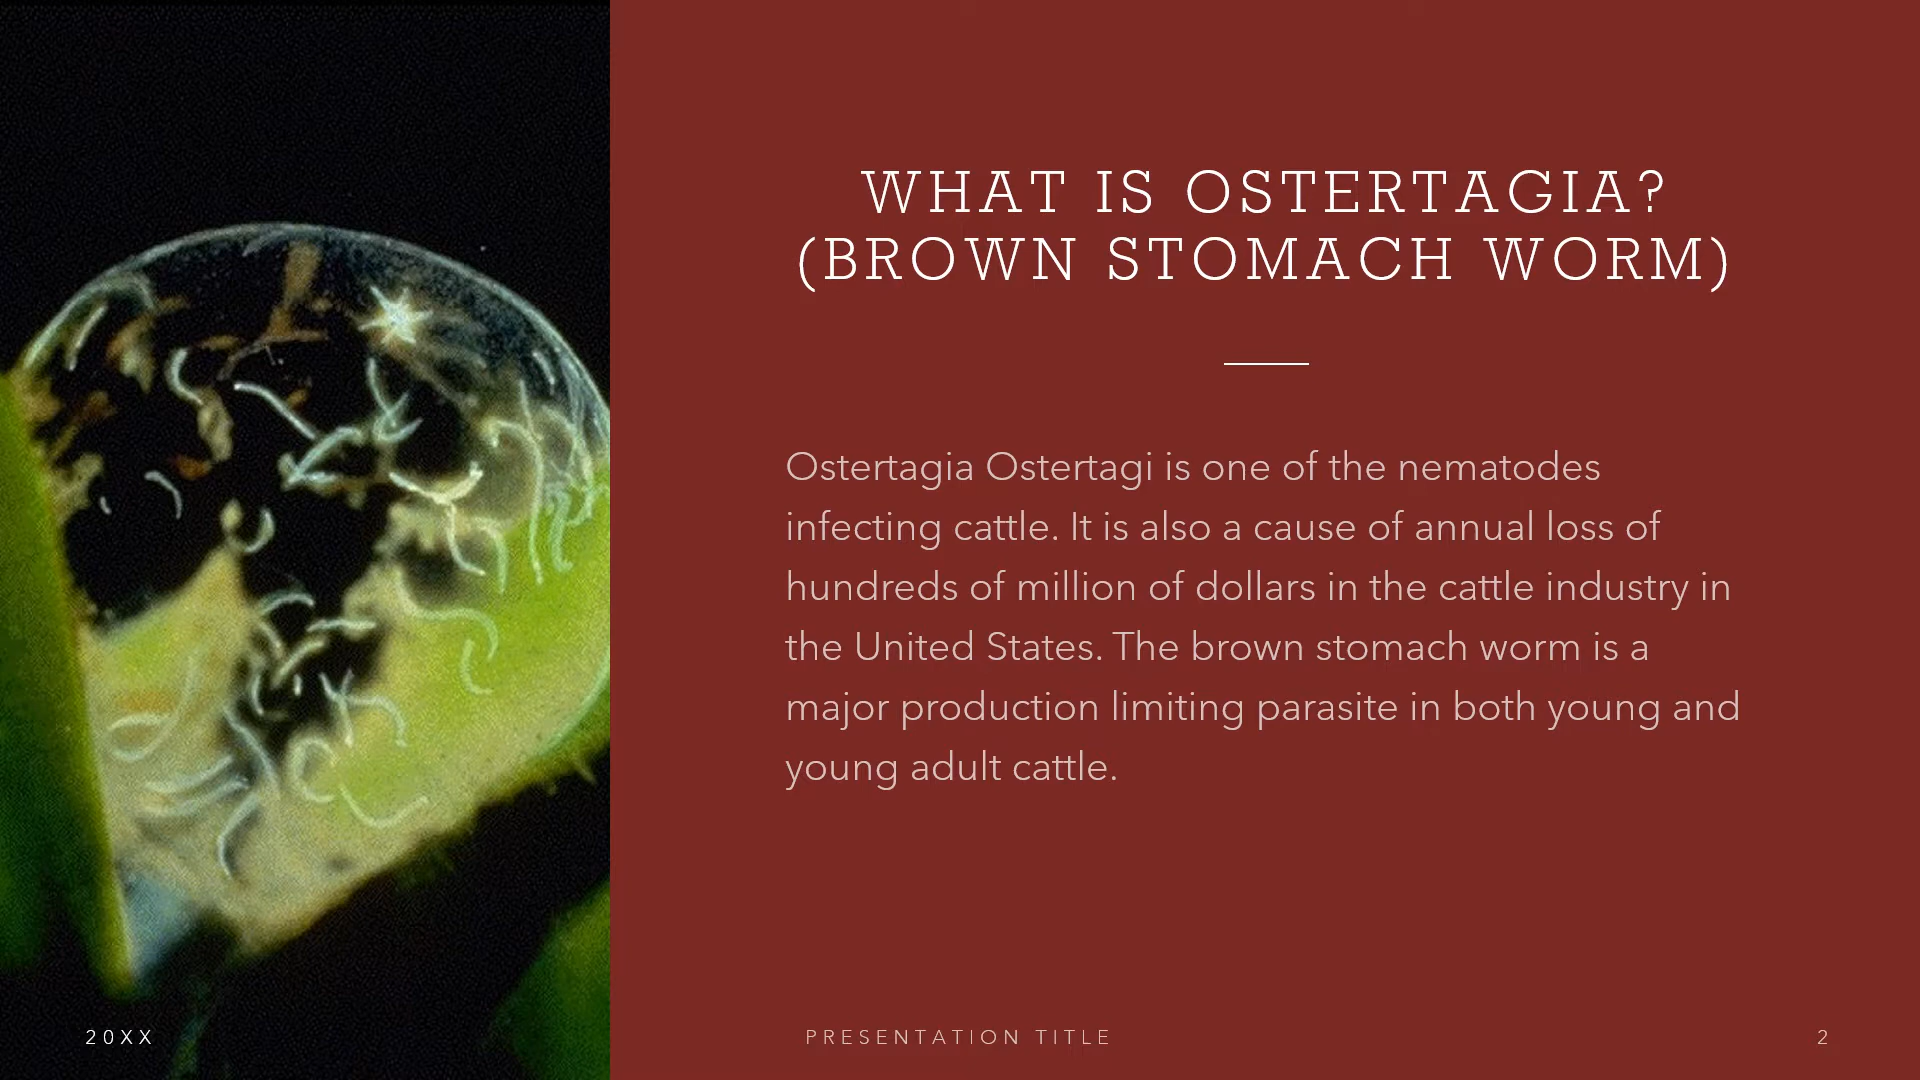 WHAT IS OSTERTAGIA?
(BROWN STOMACH WORM)
Ostertagia Ostertagi is one of the nematodes
infecting cattle. It is also a cause of annual loss of
hundreds of million of dollars in the cattle industry in
the United States. The brown stomach worm is a
major production limiting parasite in both young and
young adult cattle.
20XX
PRESENTATION TITLE
2